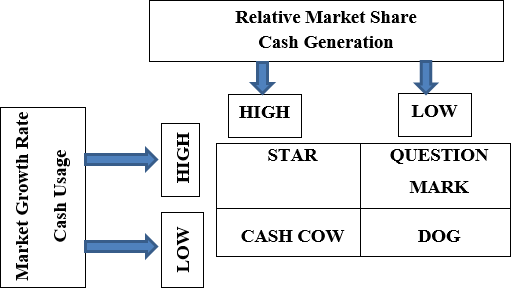 Relative Market Share
Cash Generation
HIGH
LOW
Market Growth Rate
Cash Usage
HIGH
LOW
STAR
QUESTION
MARK
CASH COW
DOG